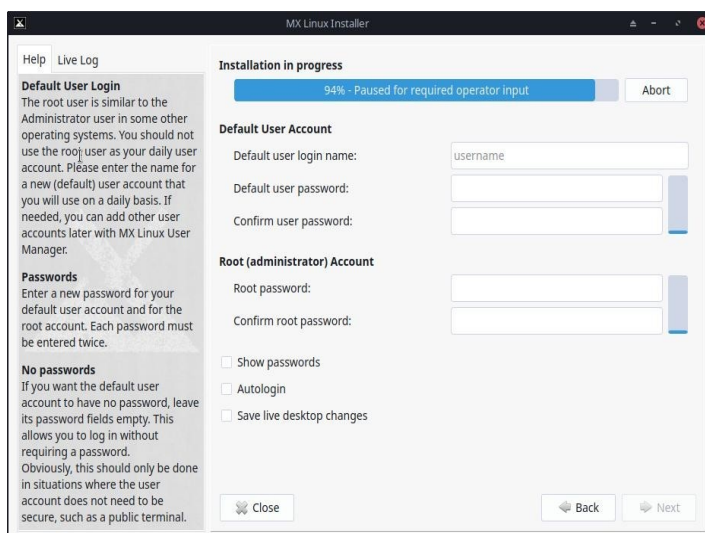 MX Linux Installer
Help
Live Log
Default User Login
The root user is similar to the
Administrator user in some other
operating systems. You should not
use the root user as your daily user
account. Please enter the name for
a new (default) user account that
you will use on a daily basis. If
needed, you can add other user
accounts later with MX Linux User
Manager.
Passwords
Enter a new password for your
default user account and for the
root account. Each password must
be entered twice.
No passwords
If you want the default user
account to have no password, leave
its password fields empty. This
allows you to log in without
requiring a password.
Obviously, this should only be done
in situations where the user
account does not need to be
secure, such as a public terminal.
Installation in progress
94% - Paused for required operator input
Abort
Default User Account
Default user login name:
username
Default user password:
Confirm user password:
Root (administrator) Account
Root password:
Confirm root password:
Show passwords
Autologin
Save live desktop changes
Close
Back
Next